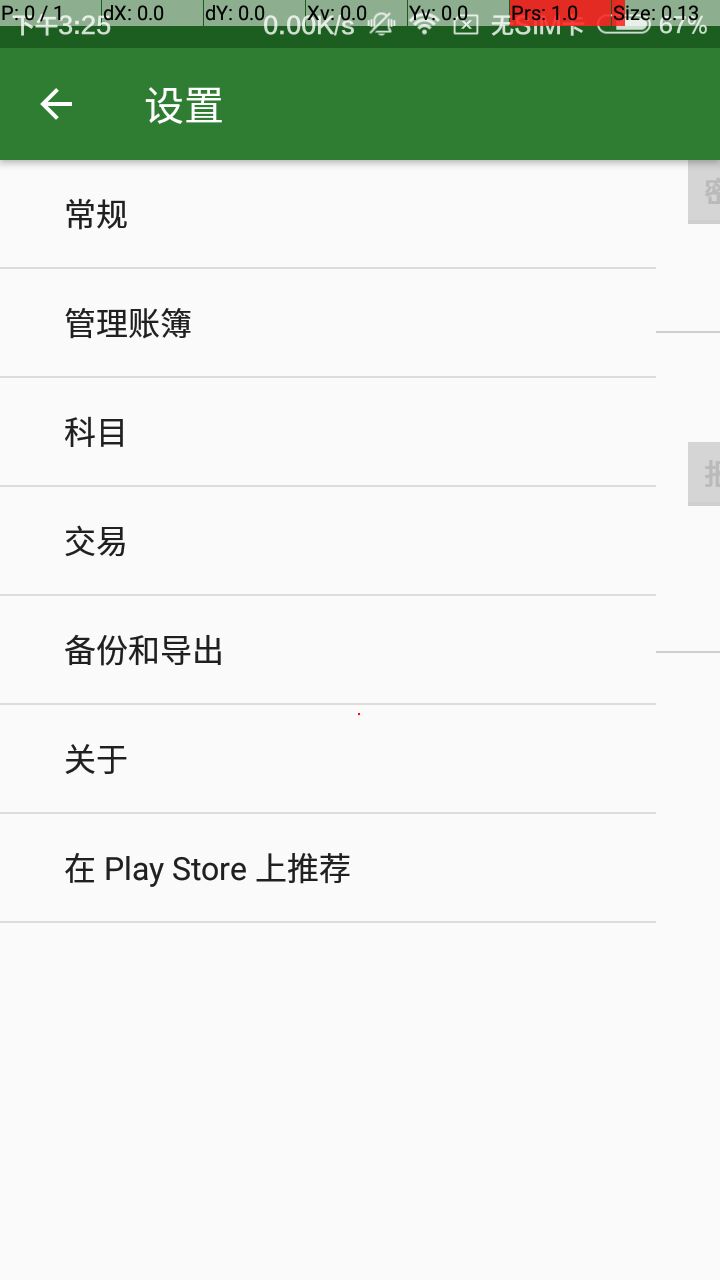 P: 0 / 1 dX: 0.0 dY: 0.0 Xv: 0.0 Yv: 0.0 Prs: 1.0 Size: 0.13
下午3:25 0.00K/s 无SIM卡 67%
设置
常规
管理账簿
科目
交易
备份和导出
关于
在 Play Store 上推荐